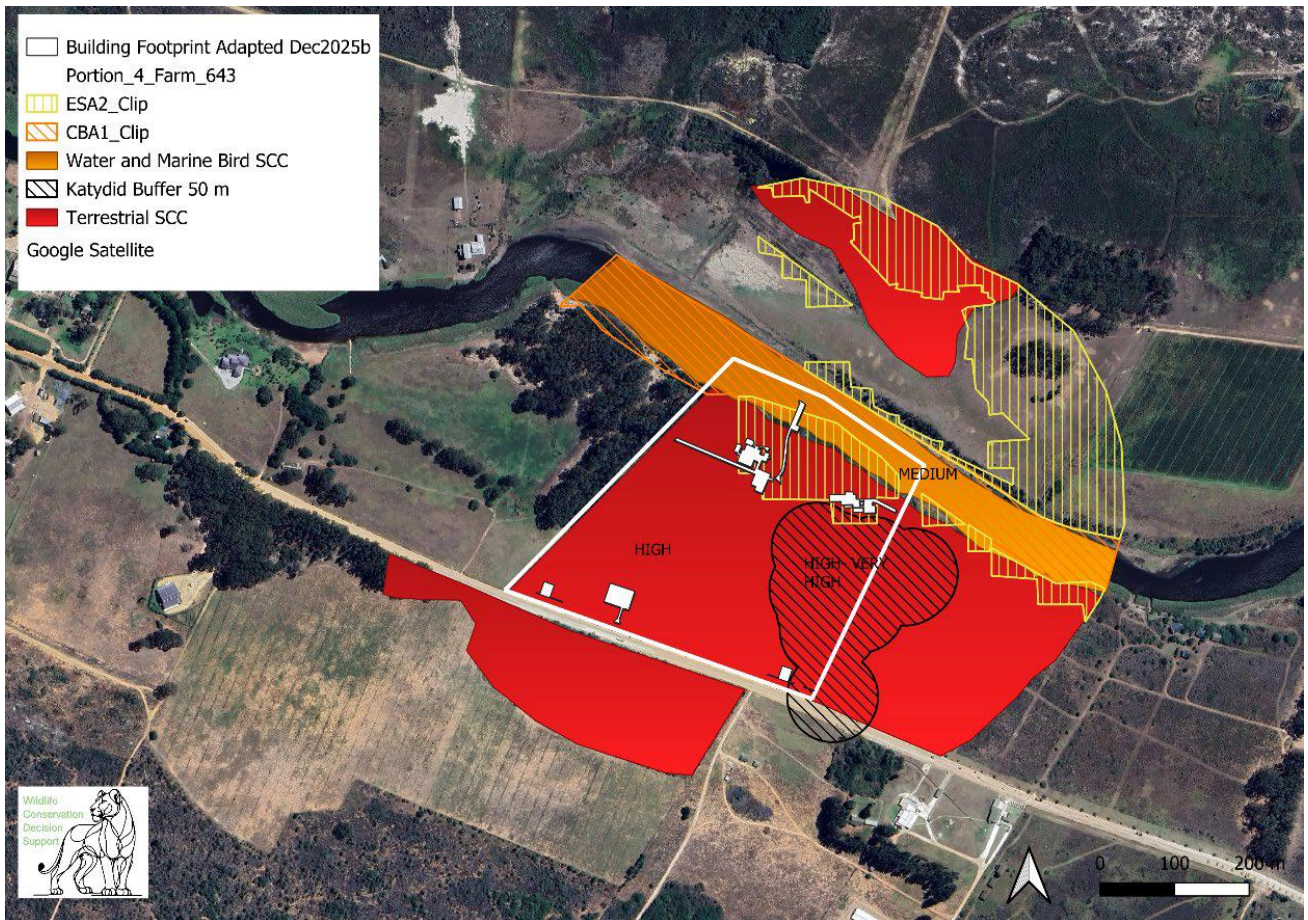 Building Footprint Adapted Dec2025b
Portion_4_Farm_643
ESA2_Clip
CBA1_Clip
Water and Marine Bird SCC
Katydid Buffer 50 m
Terrestrial SCC
Google Satellite
MEDIUM
HIGH
HIGH VERY
HIGH
Wildlife
Conservation
Decision
Support
0 100 200 m